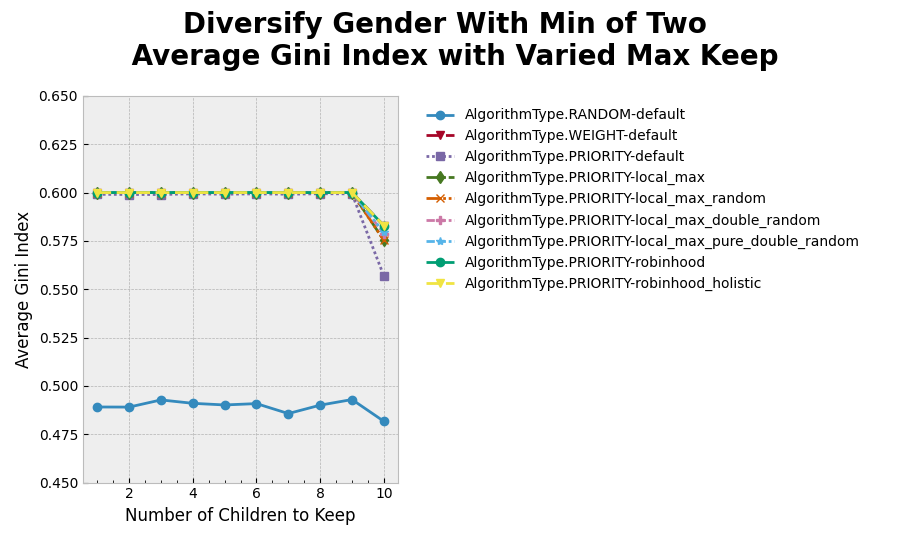 Diversify Gender With Min of Two
Average Gini Index with Varied Max Keep
0.650
0.625
0.600
0.575
0.550
0.525
0.500
0.475
0.450
Average Gini Index
2 4 6 8 10
Number of Children to Keep
AlgorithmType.RANDOM-default
AlgorithmType.WEIGHT-default
AlgorithmType.PRIORITY-default
AlgorithmType.PRIORITY-local_max
AlgorithmType.PRIORITY-local_max_random
AlgorithmType.PRIORITY-local_max_double_random
AlgorithmType.PRIORITY-local_max_pure_double_random
AlgorithmType.PRIORITY-robinhood
AlgorithmType.PRIORITY-robinhood_holistic